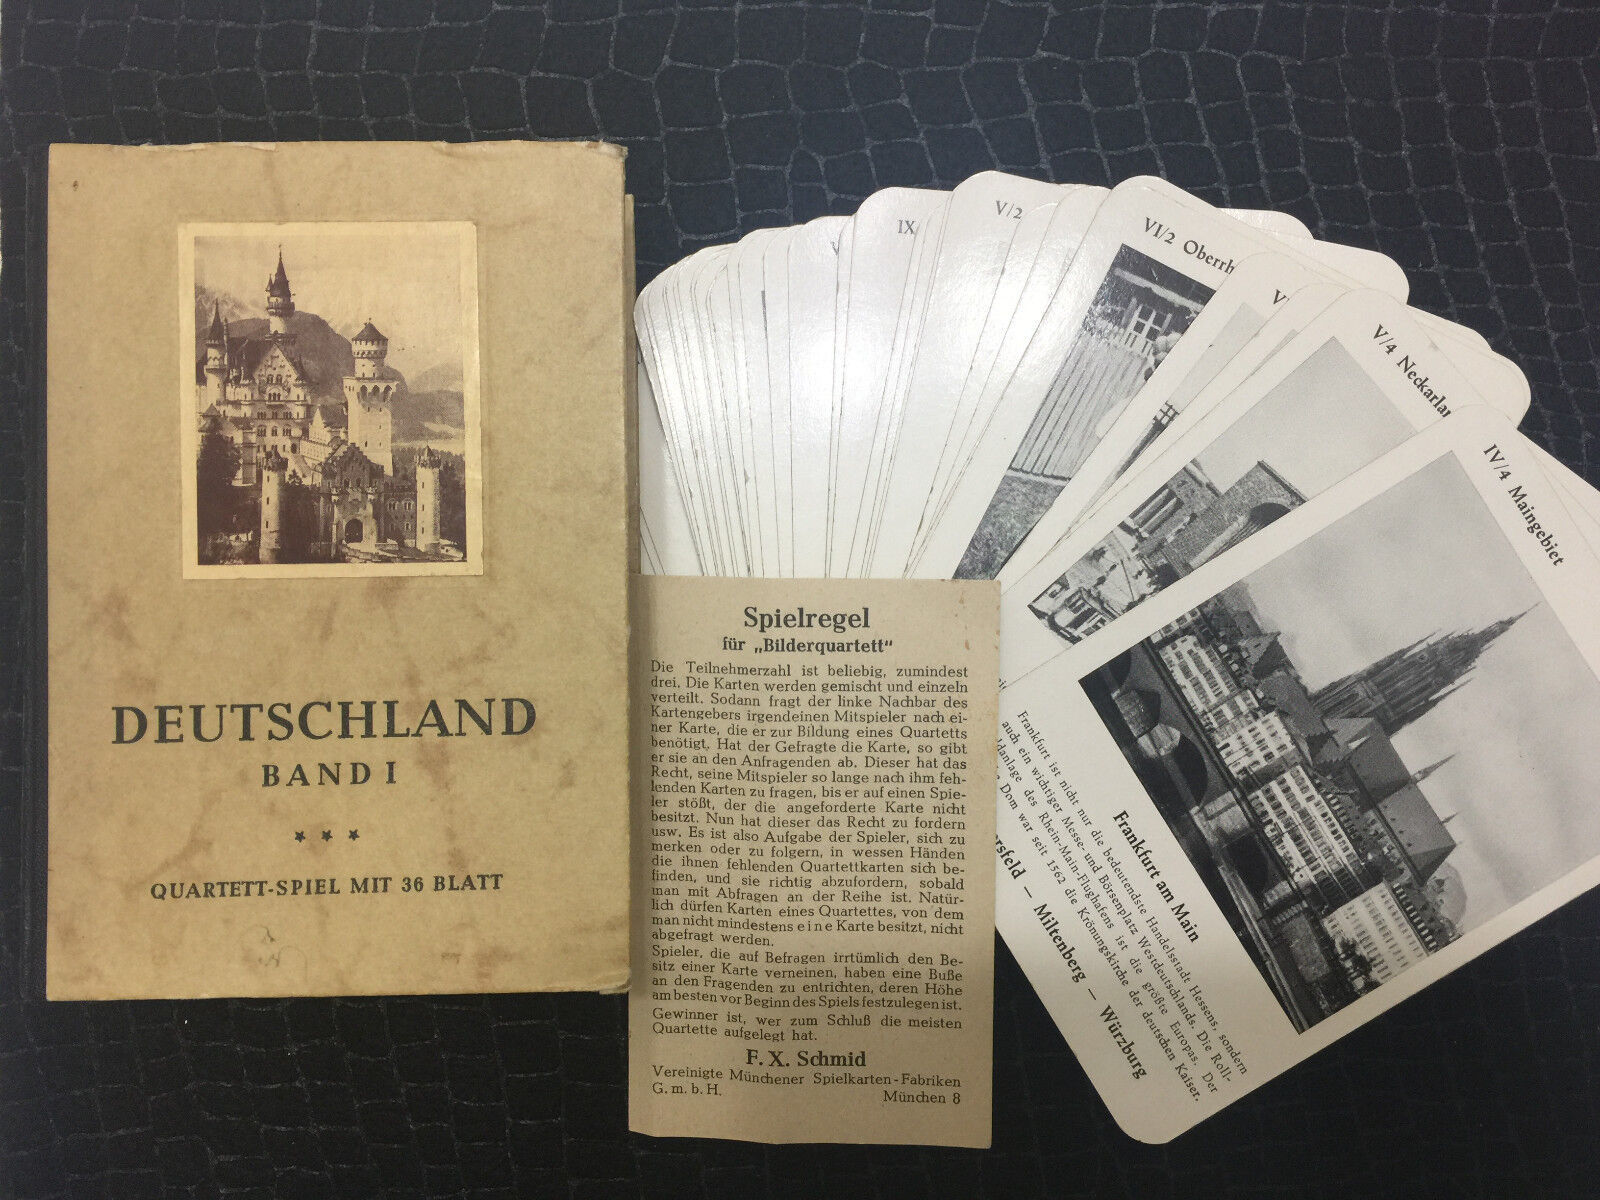 DEUTSCHLAND
BAND I
QUARTETT-SPIEL MIT 36 BLATT
Spielregel
für „Bilderquartett“
Die Teilnehmerzahl ist beliebig, zumindest
drei. Die Karten werden gemischt und einzeln
verteilt. Sodann fragt der linke Nachbar des
Kartengebers irgendeinen Mitspieler nach ei-
ner Karte, die er zur Bildung eines Quartetts
benötigt. Hat der Gefragte die Karte, so gibt
er sie an den Anfragenden ab. Dieser hat das
Recht, seine Mitspieler so lange nach ihm feh-
lenden Karten zu fragen, bis er auf einen Spie-
ler stößt, der die angeforderte Karte nicht
besitzt. Nun hat dieser das Recht zu fordern
usw. Es ist also Aufgabe der Spieler, sich zu
merken oder zu folgern, in wessen Händen
die ihnen fehlenden Quartettkarten sich be-
finden, und sie richtig abzufordern, sobald
man mit Abfragen an der Reihe ist. Natür-
lich dürfen Karten eines Quartettes, von dem
man nicht mindestens eine Karte besitzt, nicht
abgefragt werden.
Spieler, die auf Befragen irrtümlich den Be-
sitz einer Karte verneinen, haben eine Buße
an den Fragenden zu entrichten, deren Höhe
am besten vor Beginn des Spiels festzulegen ist.
Gewinner ist, wer zum Schluß die meisten
Quartette aufgelegt hat.
F. X. Schmid
Vereinigte Münchener Spielkarten-Fabriken
G. m. b. H. München 8
IX
V/2
VI/2 Oberrh
V/4 Neckarlan
IV/4 Maingebiet
Frankfurt am Main
Frankfurt ist nicht nur die bedeutendste Handelsstadt Hessens, sondern
auch ein wichtiger Messe- und Börsenplatz Westdeutschlands. Die Roll-
feldanlage des Rhein-Main-Flughafens ist die größte Europas. Der
Dom war seit 1562 die Krönungskirche der deutschen Kaiser.
ersfeld — Miltenberg — Würzburg